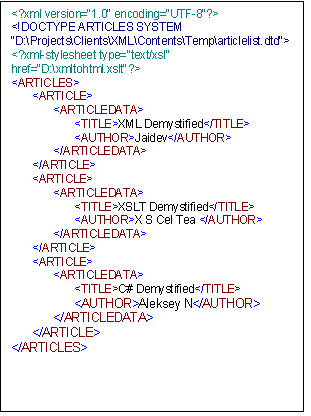 <?xml version="1.0" encoding="UTF-8"?>
<!DOCTYPE ARTICLES SYSTEM
"D:\Projects\Clients\XML\Contents\Temp\articlelist.dtd">
<?xml-stylesheet type="text/xsl"
href="D:\xmltohtml.xslt"?>
<ARTICLES>
<ARTICLE>
<ARTICLEDATA>
<TITLE>XML Demystified</TITLE>
<AUTHOR>Jaidev</AUTHOR>
</ARTICLEDATA>
</ARTICLE>
<ARTICLE>
<ARTICLEDATA>
<TITLE>XSLT Demystified</TITLE>
<AUTHOR>X S Cel Tea </AUTHOR>
</ARTICLEDATA>
</ARTICLE>
<ARTICLE>
<ARTICLEDATA>
<TITLE>C# Demystified</TITLE>
<AUTHOR>Aleksey N</AUTHOR>
</ARTICLEDATA>
</ARTICLE>
</ARTICLES>